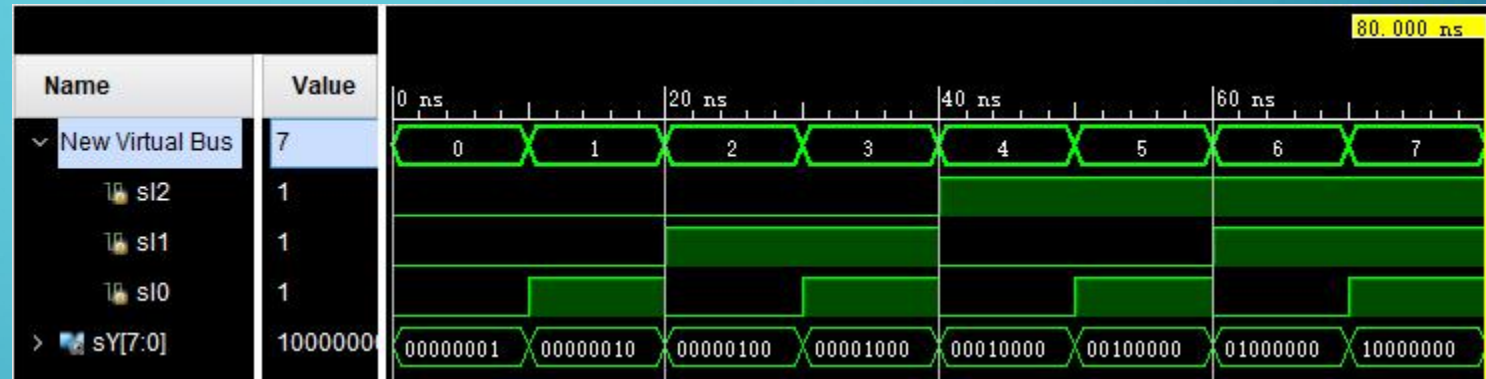 80.000 ns
Name Value 0 ns 20 ns 40 ns 60 ns
New Virtual Bus 7 0 1 2 3 4 5 6 7
sI2 1
sI1 1
sI0 1
sY[7:0] 10000000 00000001 00000010 00000100 00001000 00010000 00100000 01000000 10000000